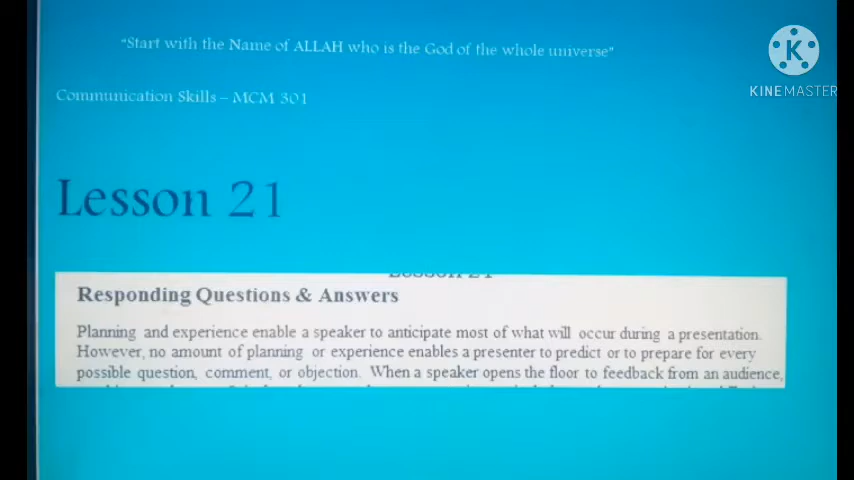 "Start with the Name of ALLAH who is the God of the whole universe"
KINEMASTER
Communication Skills – MCM 301
Lesson 21
Lesson 21
Responding Questions & Answers
Planning and experience enable a speaker to anticipate most of what will occur during a presentation.
However, no amount of planning or experience enables a presenter to predict or to prepare for every
possible question, comment, or objection. When a speaker opens the floor to feedback from an audience,